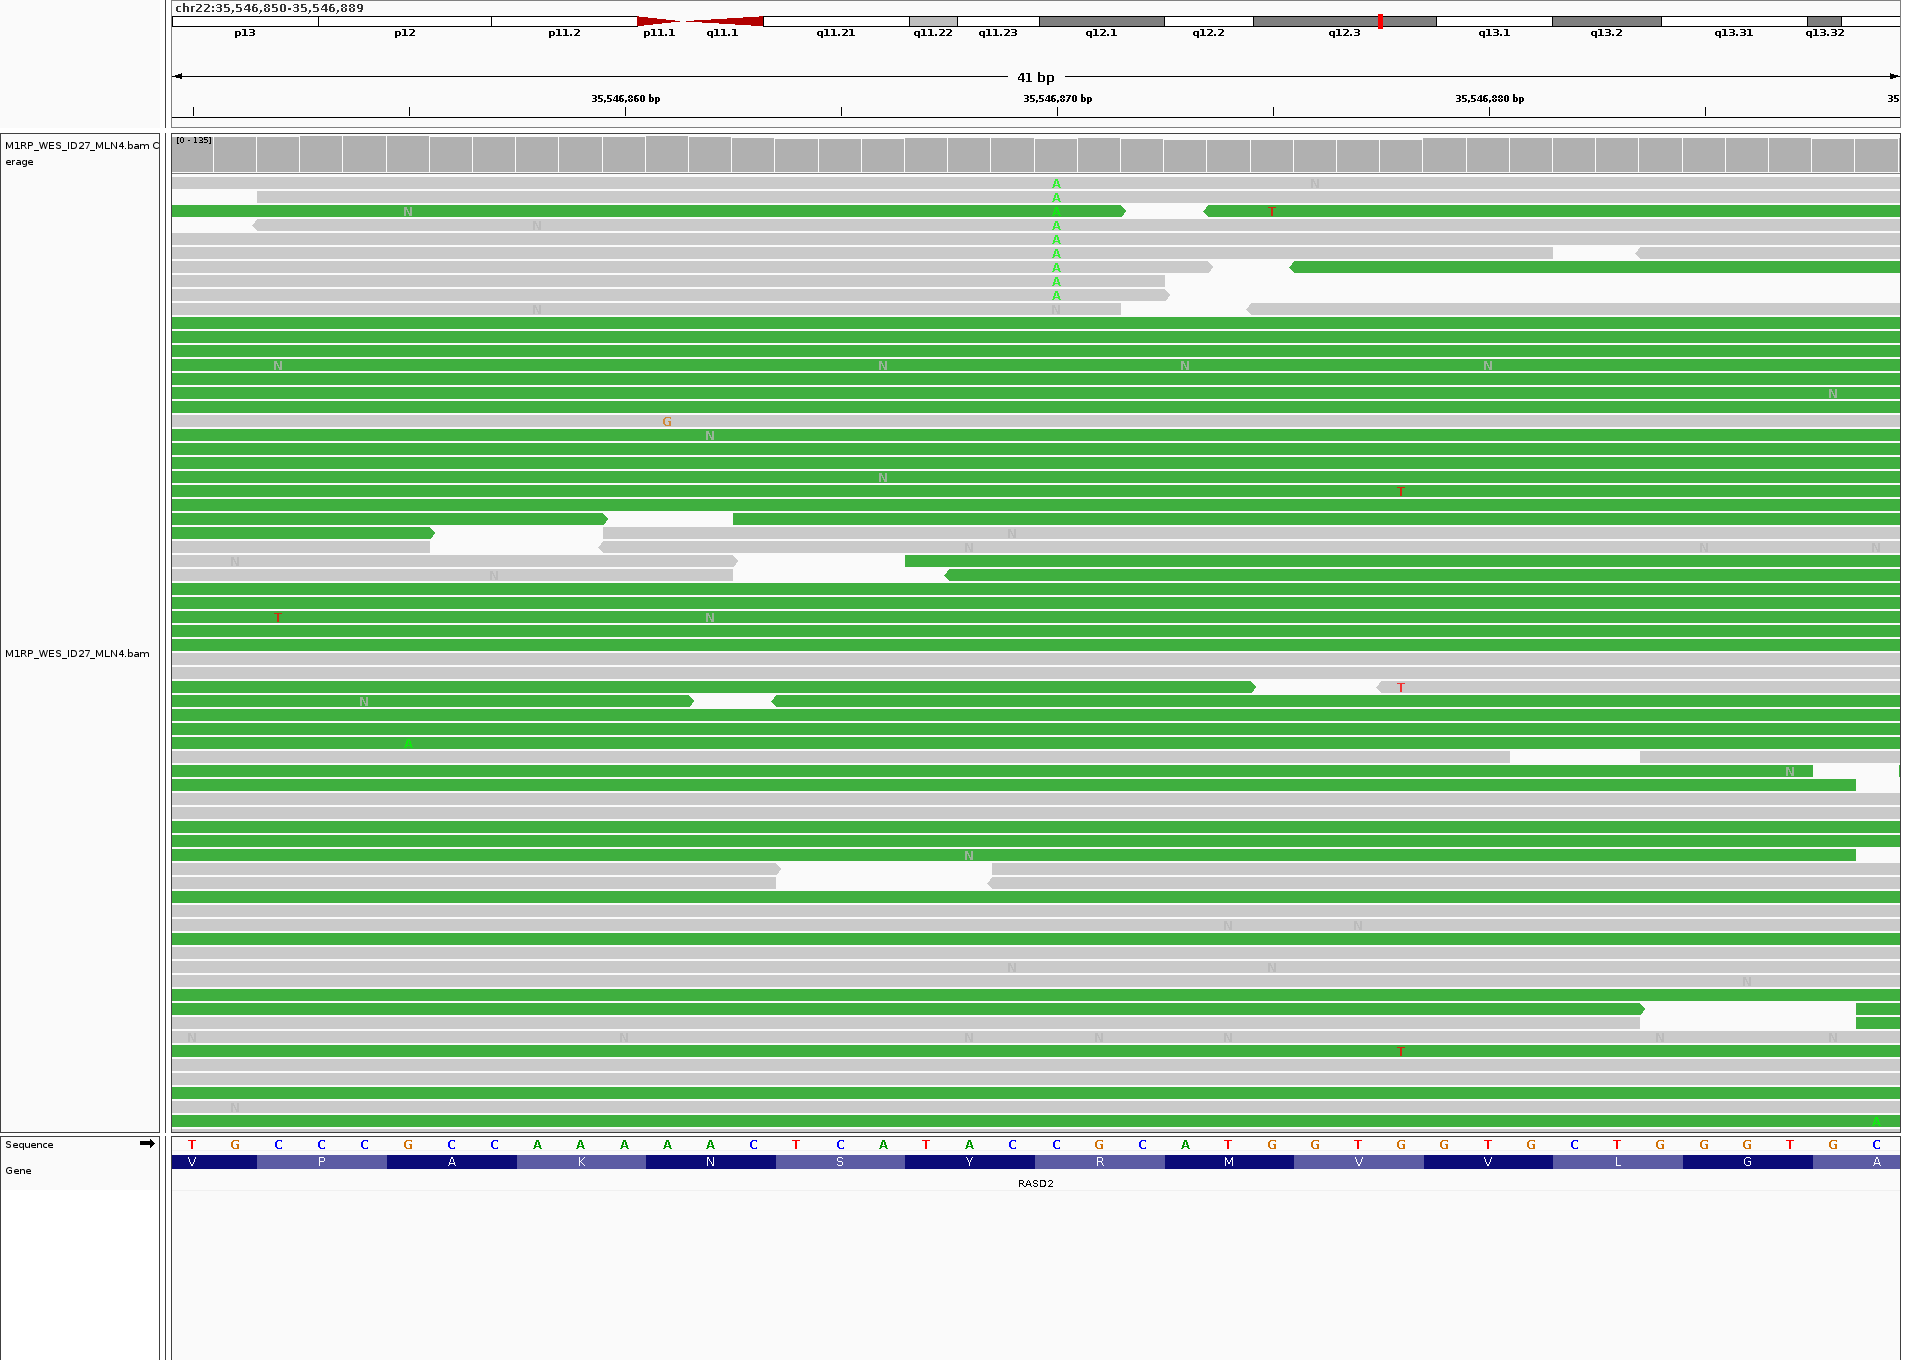 chr22:35,546,850-35,546,889
p13 p12 p11.2 p11.1 q11.1 q11.21 q11.22 q11.23 q12.1 q12.2 q12.3 q13.1 q13.2 q13.31 q13.32
41 bp
35,546,860 bp 35,546,870 bp 35,546,880 bp 35
M1RP_WES_ID27_MLN4.bam C
erage
[0 - 135]
A N
A
N A T
N A
A
A
A
A
A
N N
N N N N
N
G
N
N
T
N
N N N
N
N
T N
M1RP_WES_ID27_MLN4.bam
T
N
A
N
N
N N
N N
N
N N N N N N N
T
N
A
Sequence T G C C C G C C A A A A A C T C A T A C C G C A T G G T G G T G C T G G G T G C
V P A K N S Y R M V V L G A
Gene
RASD2